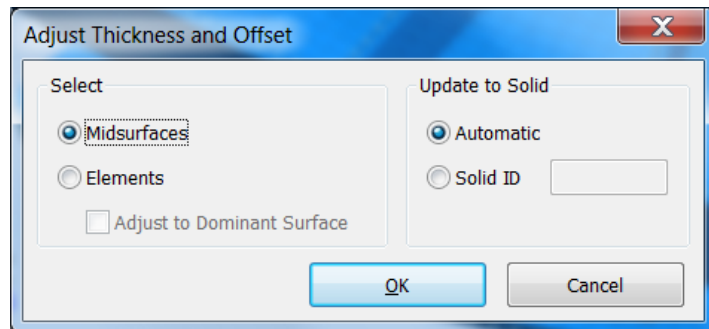 Adjust Thickness and Offset
Select
Midsurfaces
Elements
Adjust to Dominant Surface
Update to Solid
Automatic
Solid ID
OK
Cancel